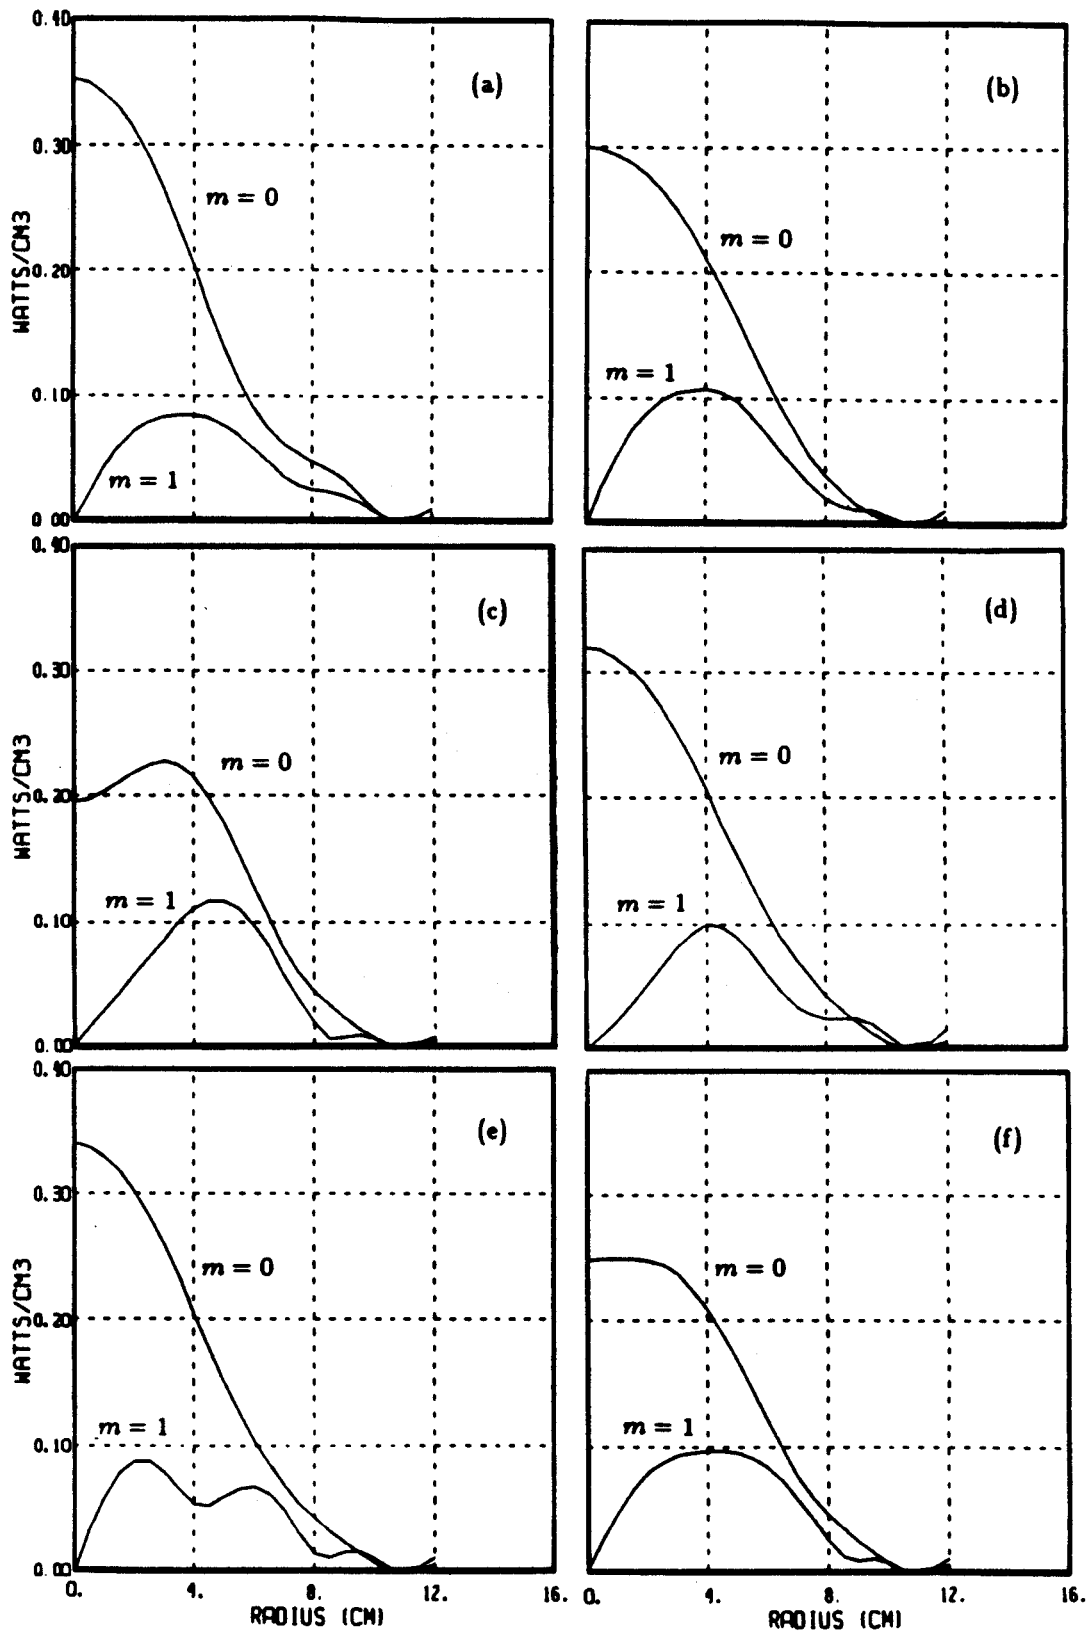 0.40
(a)
(b)
0.30
m = 0
m = 0
WATTS/CM3
0.20
m = 1
0.10
m = 1
0.00
0.40
(c)
(d)
0.30
m = 0
m = 0
WATTS/CM3
0.20
m = 1
m = 1
0.10
0.00
0.40
(e)
(f)
0.30
m = 0
m = 0
WATTS/CM3
0.20
m = 1
m = 1
0.10
0.00
0. 4. 8. 12. 16. 0. 4. 8. 12. 16.
RADIUS (CM) RADIUS (CM)